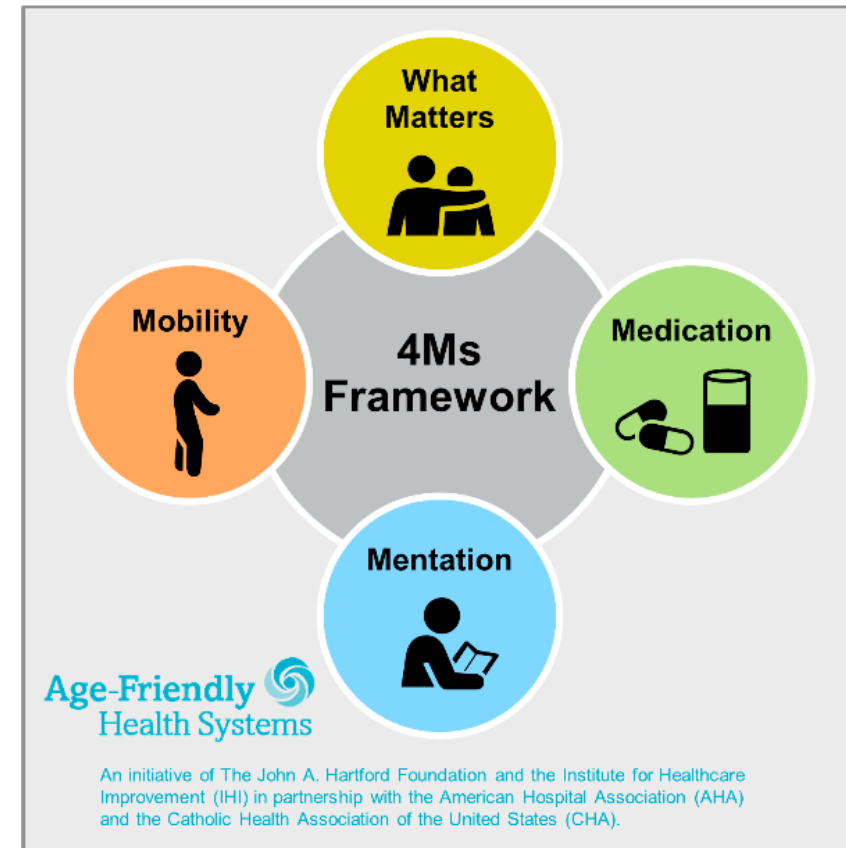 What
Matters
Mobility
4Ms
Framework
Medication
Mentation
Age-Friendly
Health Systems
An initiative of The John A. Hartford Foundation and the Institute for Healthcare
Improvement (IHI) in partnership with the American Hospital Association (AHA)
and the Catholic Health Association of the United States (CHA).